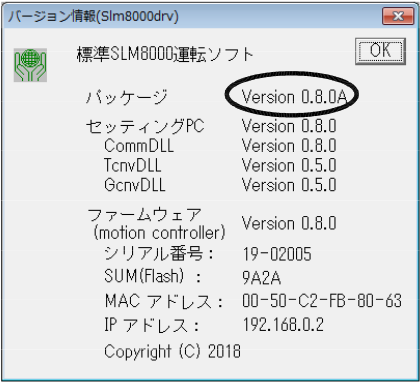 バージョン情報(Slm8000drv)
標準SLM8000運転ソフト OK
パッケージ Version 0.8.0A
セッティングPC Version 0.8.0
CommDLL Version 0.8.0
TcnvDLL Version 0.5.0
GcnvDLL Version 0.5.0
ファームウェア
(motion controller) Version 0.8.0
シリアル番号： 19-02005
SUM(Flash) ： 9A2A
MAC アドレス： 00-50-C2-FB-80-63
IP アドレス： 192.168.0.2
Copyright (C) 2018